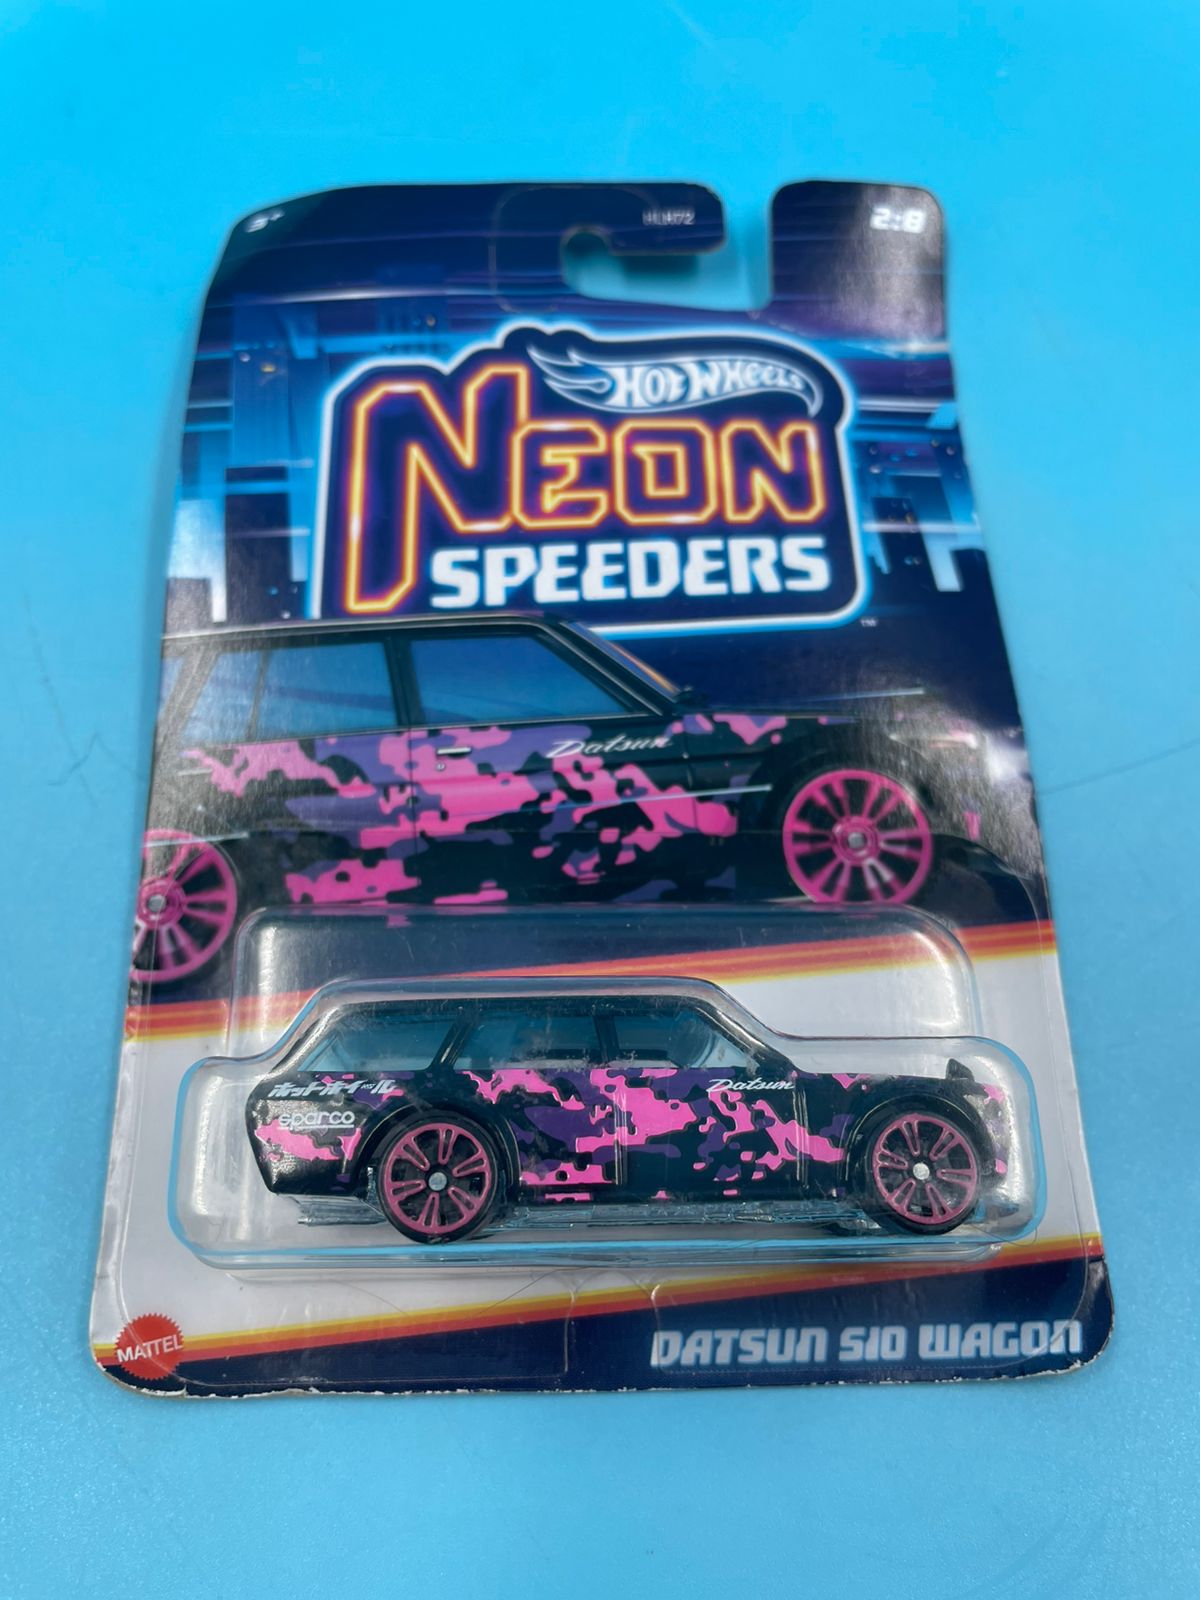 3+
2:8
HOT WHEELS
NEON
SPEEDERS
TM
Datsun
ホットホイール
Datsun
sparco
MATTEL
DATSUN 510 WAGON